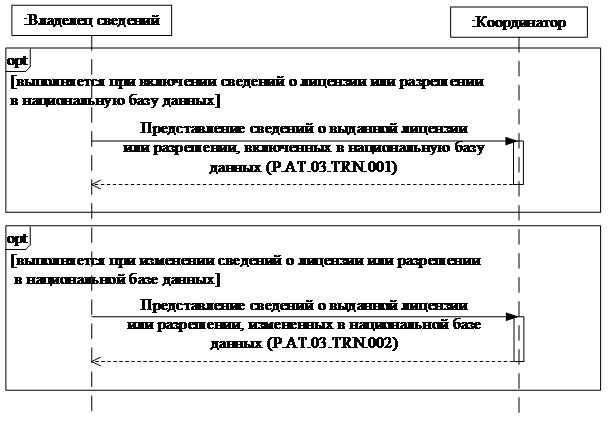 :Владелец сведений
:Координатор
opt
[выполняется при включении сведений о лицензии или разрешении
в национальную базу данных]
Представление сведений о выданной лицензии
или разрешении, включенных в национальную базу
данных (P.AT.03.TRN.001)
opt
[выполняется при изменении сведений о лицензии или разрешении
в национальной базе данных]
Представление сведений о выданной лицензии
или разрешении, измененных в национальной базе
данных (P.AT.03.TRN.002)